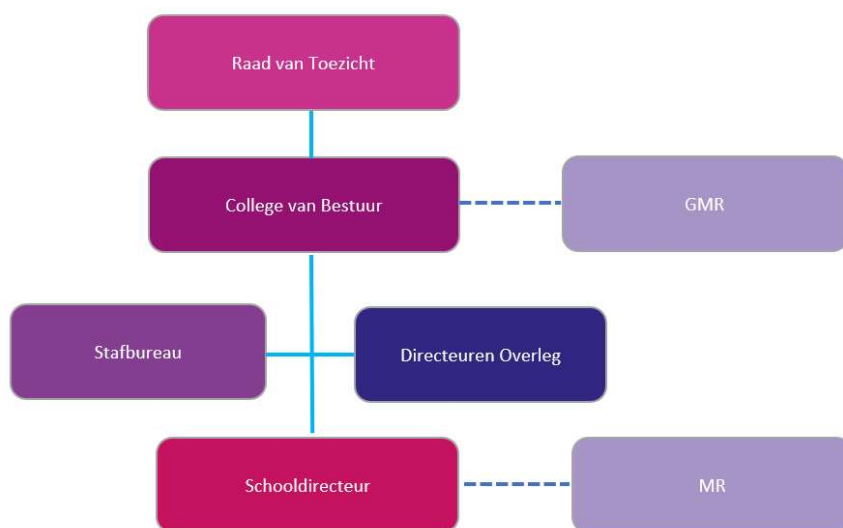 Raad van Toezicht
College van Bestuur
GMR
Stafbureau
Directeuren Overleg
Schooldirecteur
MR